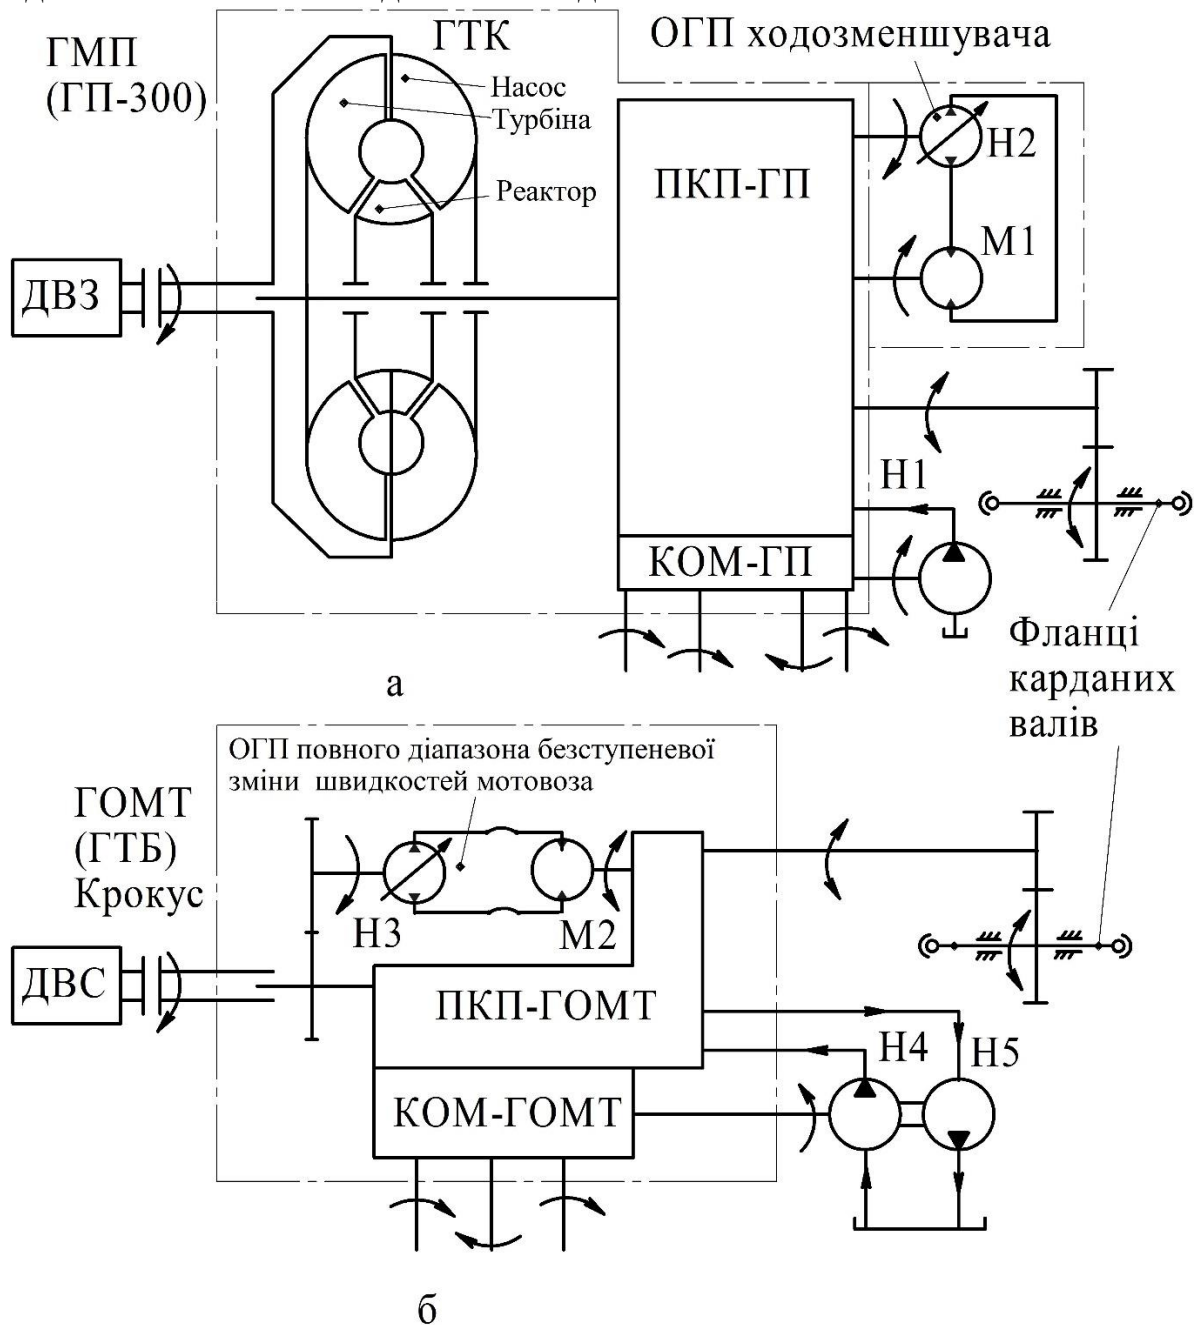 ГМП
(ГП-300)
ГТК
Насос
Турбіна
Реактор
ОГП ходозменшувача
Н2
М1
ПКП-ГП
ДВЗ
Н1
КОМ-ГП
Фланці
карданих
валів
а
ОГП повного діапазона безступеневої
зміни швидкостей мотовоза
ГОМТ
(ГТБ)
Крокус
Н3
М2
ДВС
ПКП-ГОМТ
Н4
Н5
КОМ-ГОМТ
б